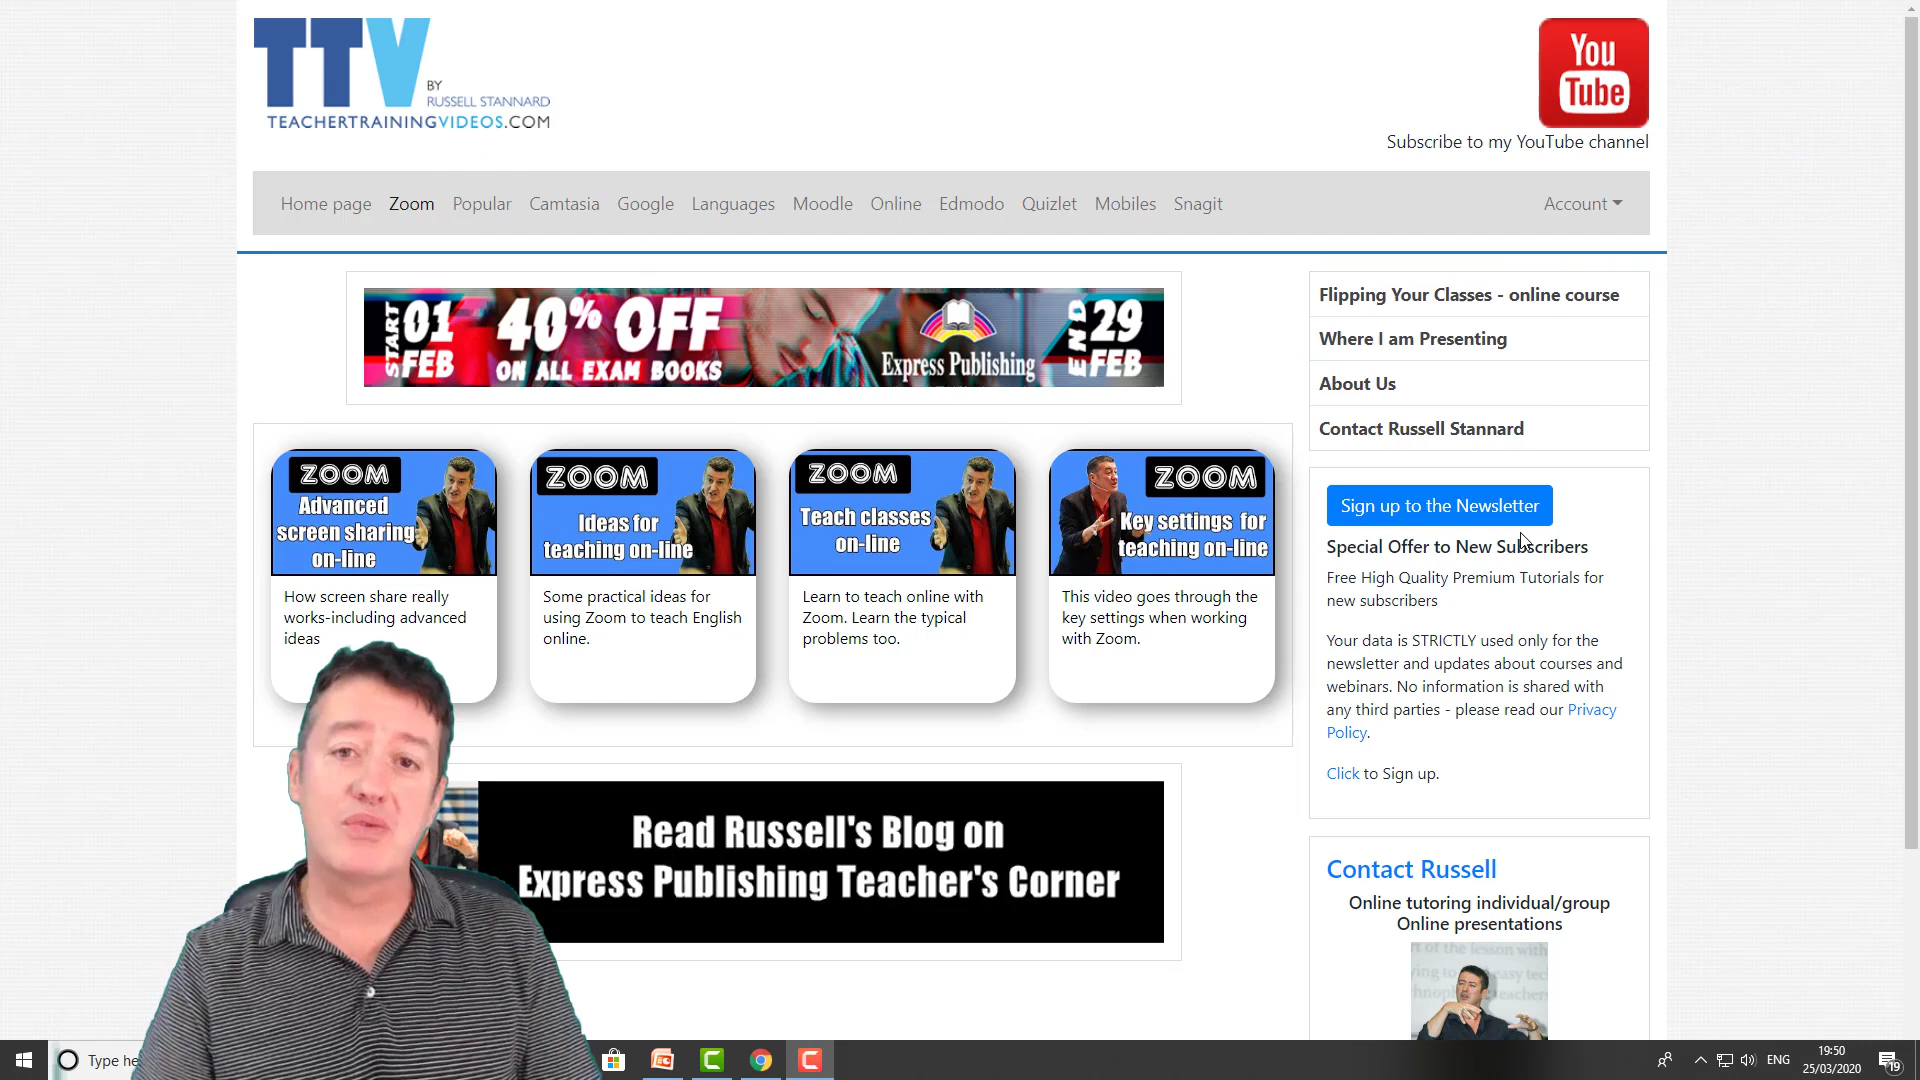 TTV
BY
RUSSELL STANNARD
TEACHERTRAININGVIDEOS.COM
You
Tube
Subscribe to my YouTube channel
Home page Zoom Popular Camtasia Google Languages Moodle Online Edmodo Quizlet Mobiles Snagit Account
START 01 FEB
40% OFF
ON ALL EXAM BOOKS
Express Publishing
END 29 FEB
Flipping Your Classes - online course
Where I am Presenting
About Us
Contact Russell Stannard
ZOOM
Advanced
screen sharing
on-line
How screen share really
works-including advanced
ideas
ZOOM
Ideas for
teaching on-line
Some practical ideas for
using Zoom to teach English
online.
ZOOM
Teach classes
on-line
Learn to teach online with
Zoom. Learn the typical
problems too.
ZOOM
Key settings for
teaching on-line
This video goes through the
key settings when working
with Zoom.
Sign up to the Newsletter
Special Offer to New Subscribers
Free High Quality Premium Tutorials for
new subscribers
Your data is STRICTLY used only for the
newsletter and updates about courses and
webinars. No information is shared with
any third parties - please read our Privacy
Policy.
Click to Sign up.
Read Russell's Blog on
Express Publishing Teacher's Corner
Contact Russell
Online tutoring individual/group
Online presentations
rt of the lesson with
Type he
ENG
19:50
25/03/2020
19